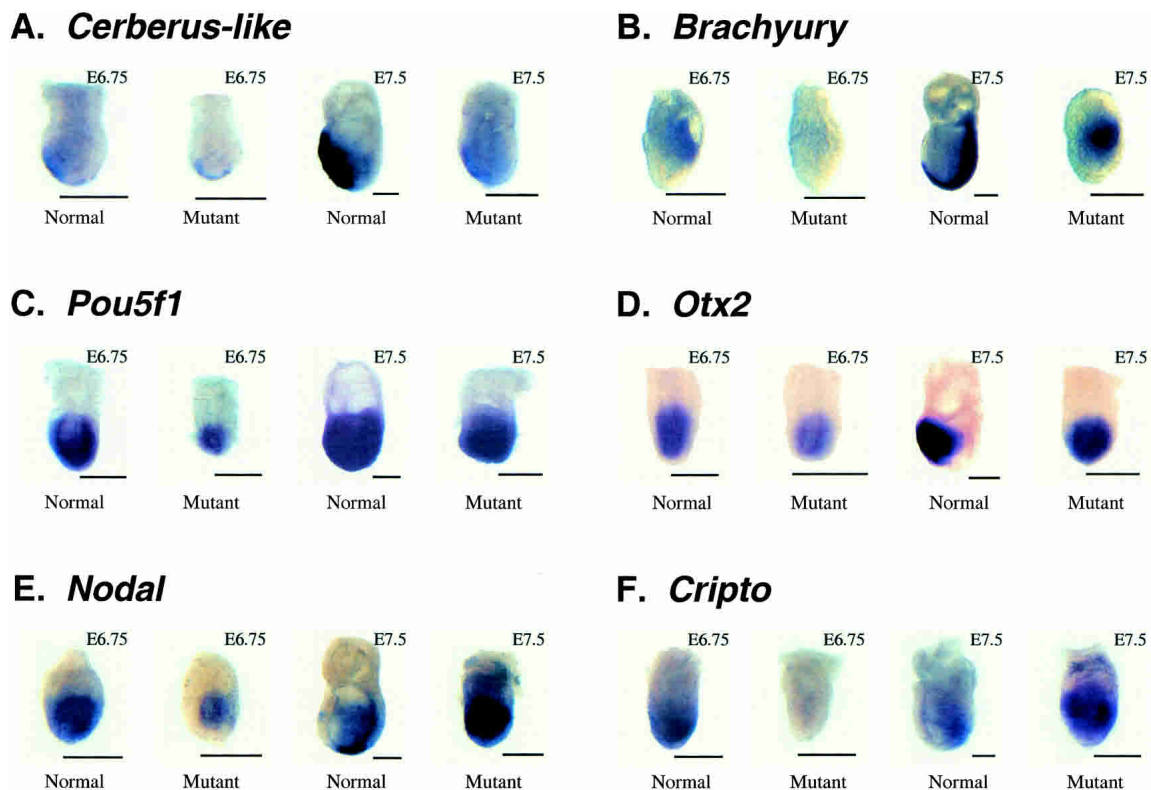 A. Cerberus-like
E6.75 E6.75 E7.5 E7.5
Normal Mutant Normal Mutant
B. Brachyury
E6.75 E6.75 E7.5 E7.5
Normal Mutant Normal Mutant
C. Pou5f1
E6.75 E6.75 E7.5 E7.5
Normal Mutant Normal Mutant
D. Otx2
E6.75 E6.75 E7.5 E7.5
Normal Mutant Normal Mutant
E. Nodal
E6.75 E6.75 E7.5 E7.5
Normal Mutant Normal Mutant
F. Cripto
E6.75 E6.75 E7.5 E7.5
Normal Mutant Normal Mutant